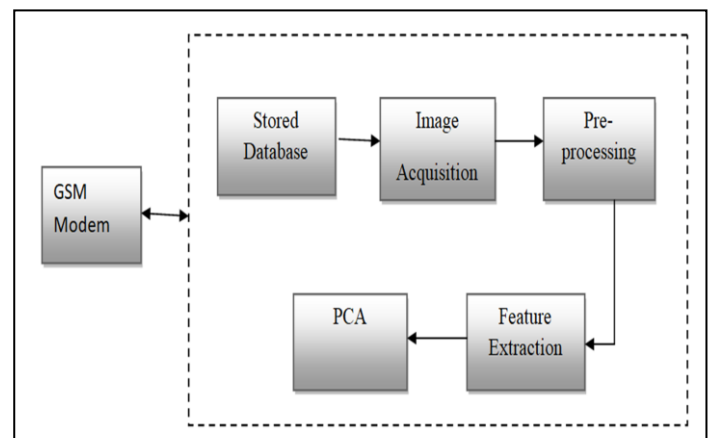 Stored
Database
Image
Acquisition
Pre-
processing
GSM
Modem
PCA
Feature
Extraction